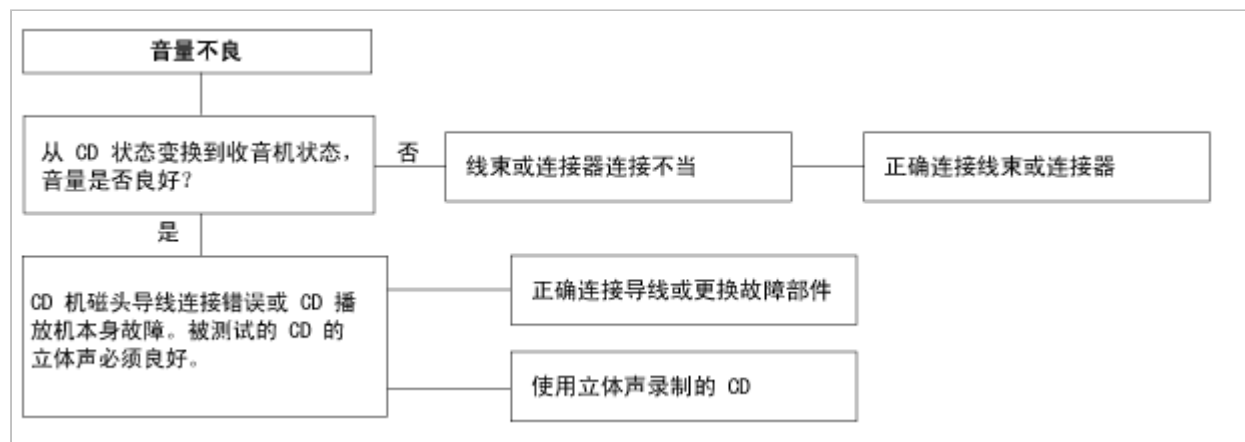 音量不良
从 CD 状态变换到收音机状态，
音量是否良好？
否
线束或连接器连接不当
正确连接线束或连接器
是
CD 机磁头导线连接错误或 CD 播
放机本身故障。被测试的 CD 的
立体声必须良好。
正确连接导线或更换故障部件
使用立体声录制的 CD